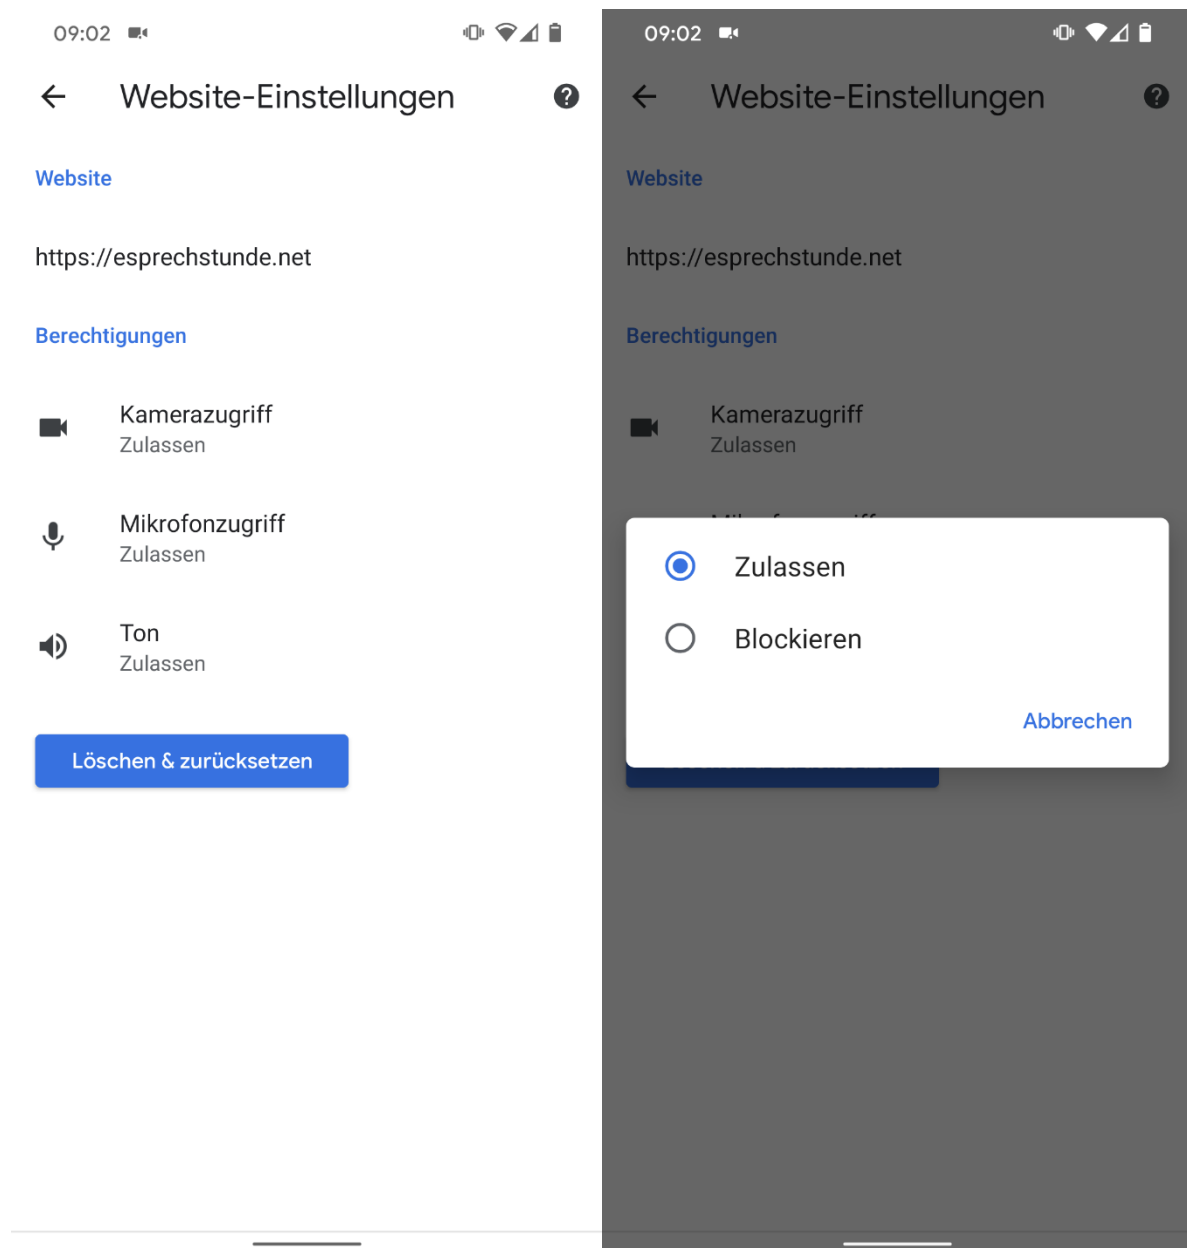 09:02
Website-Einstellungen
Website
https://esprechstunde.net
Berechtigungen
Kamerazugriff
Zulassen
Mikrofonzugriff
Zulassen
Ton
Zulassen
Löschen & zurücksetzen
09:02
Website-Einstellungen
Website
https://esprechstunde.net
Berechtigungen
Kamerazugriff
Zulassen
Zulassen
Blockieren
Abbrechen